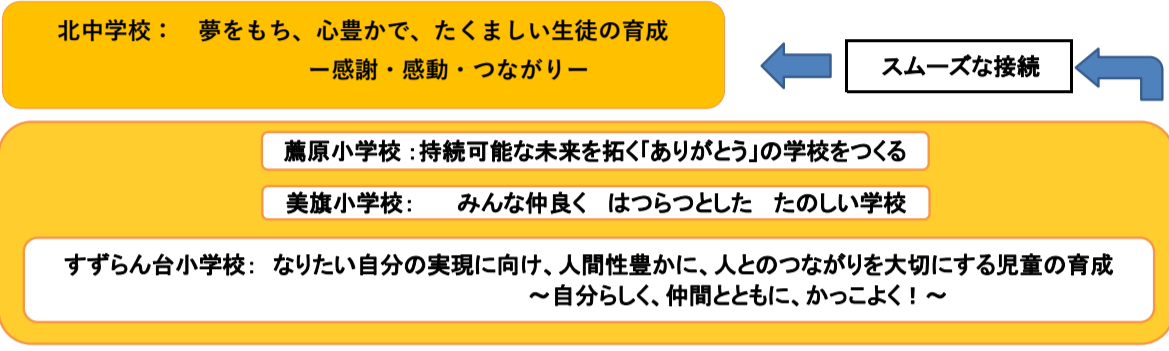 北中学校： 夢をもち、心豊かで、たくましい生徒の育成
ー感謝・感動・つながりー
スムーズな接続
薦原小学校：持続可能な未来を拓く「ありがとう」の学校をつくる
美旗小学校： みんな仲良く はつらつとした たのしい学校
すずらん台小学校： なりたい自分の実現に向け、人間性豊かに、人とのつながりを大切にする児童の育成
～自分らしく、仲間とともに、かっこよく！～